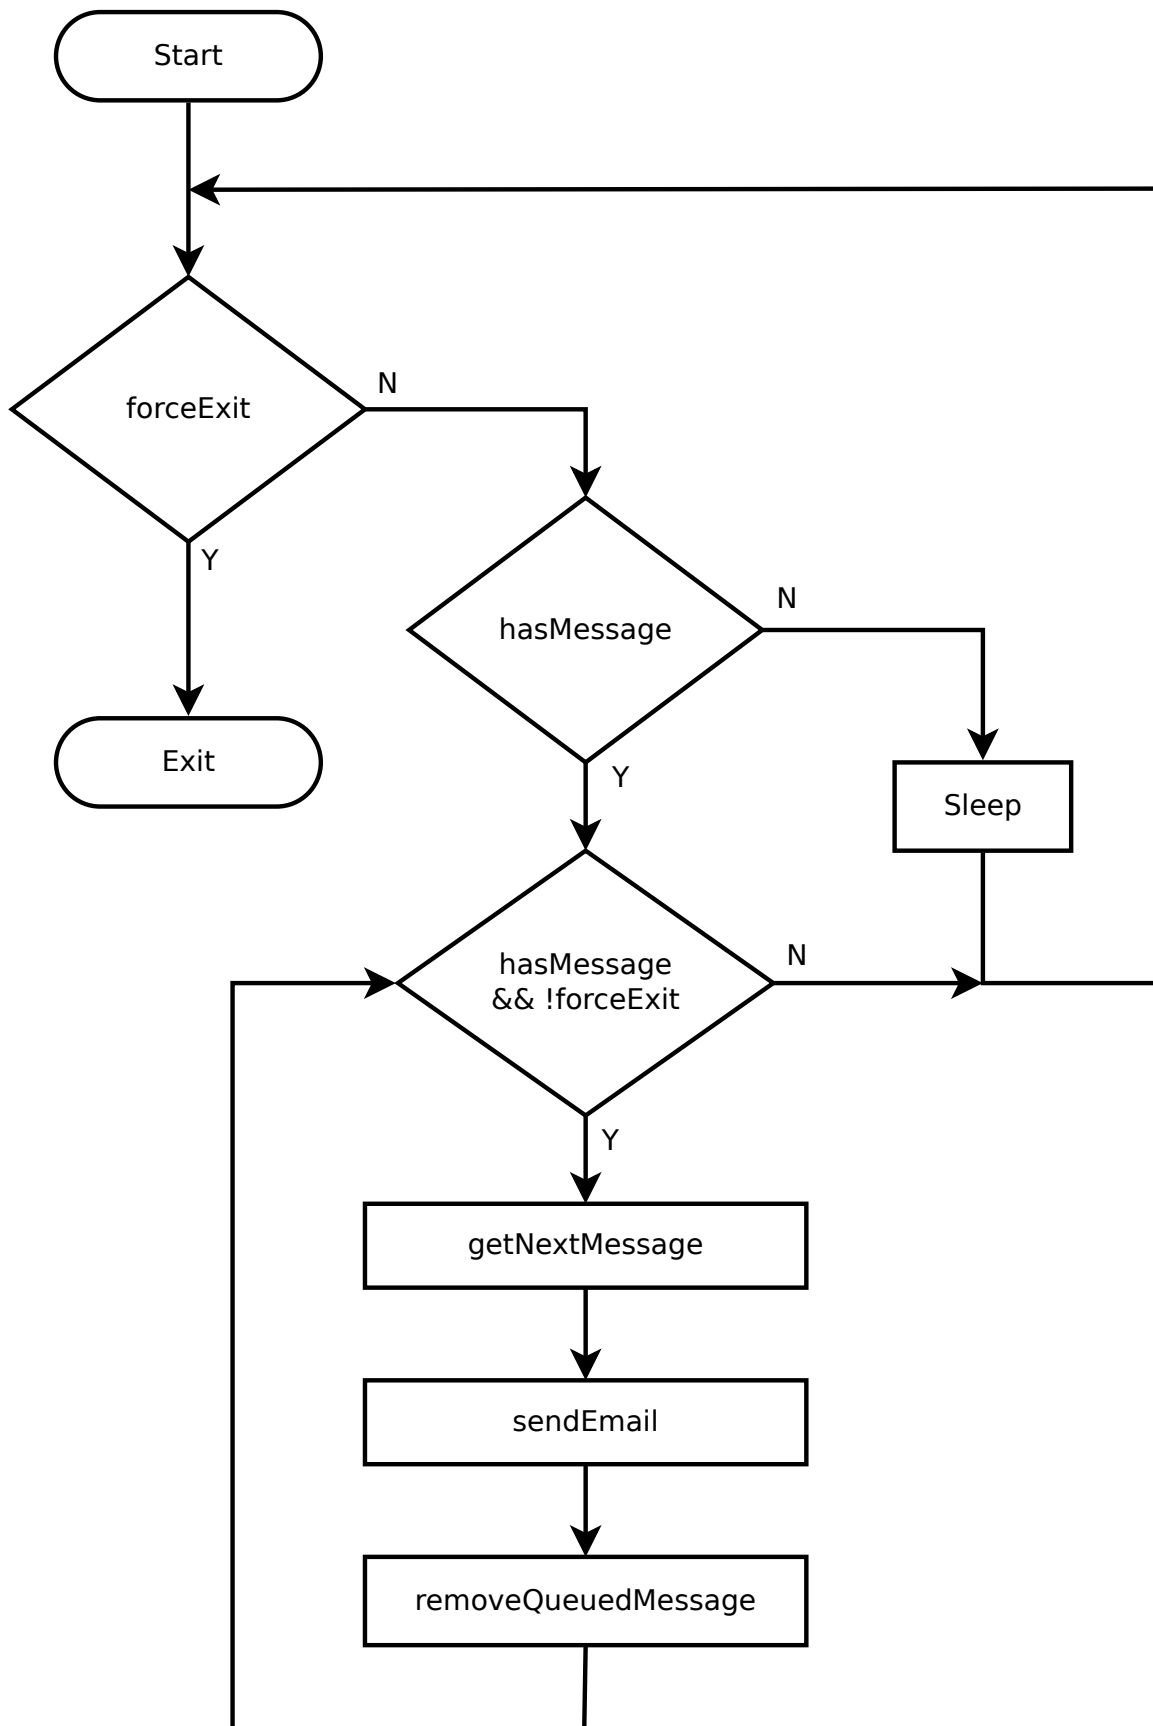 Start
forceExit
N
Y
hasMessage
N
Exit
Y
Sleep
hasMessage
&& !forceExit
N
Y
getNextMessage
sendEmail
removeQueuedMessage